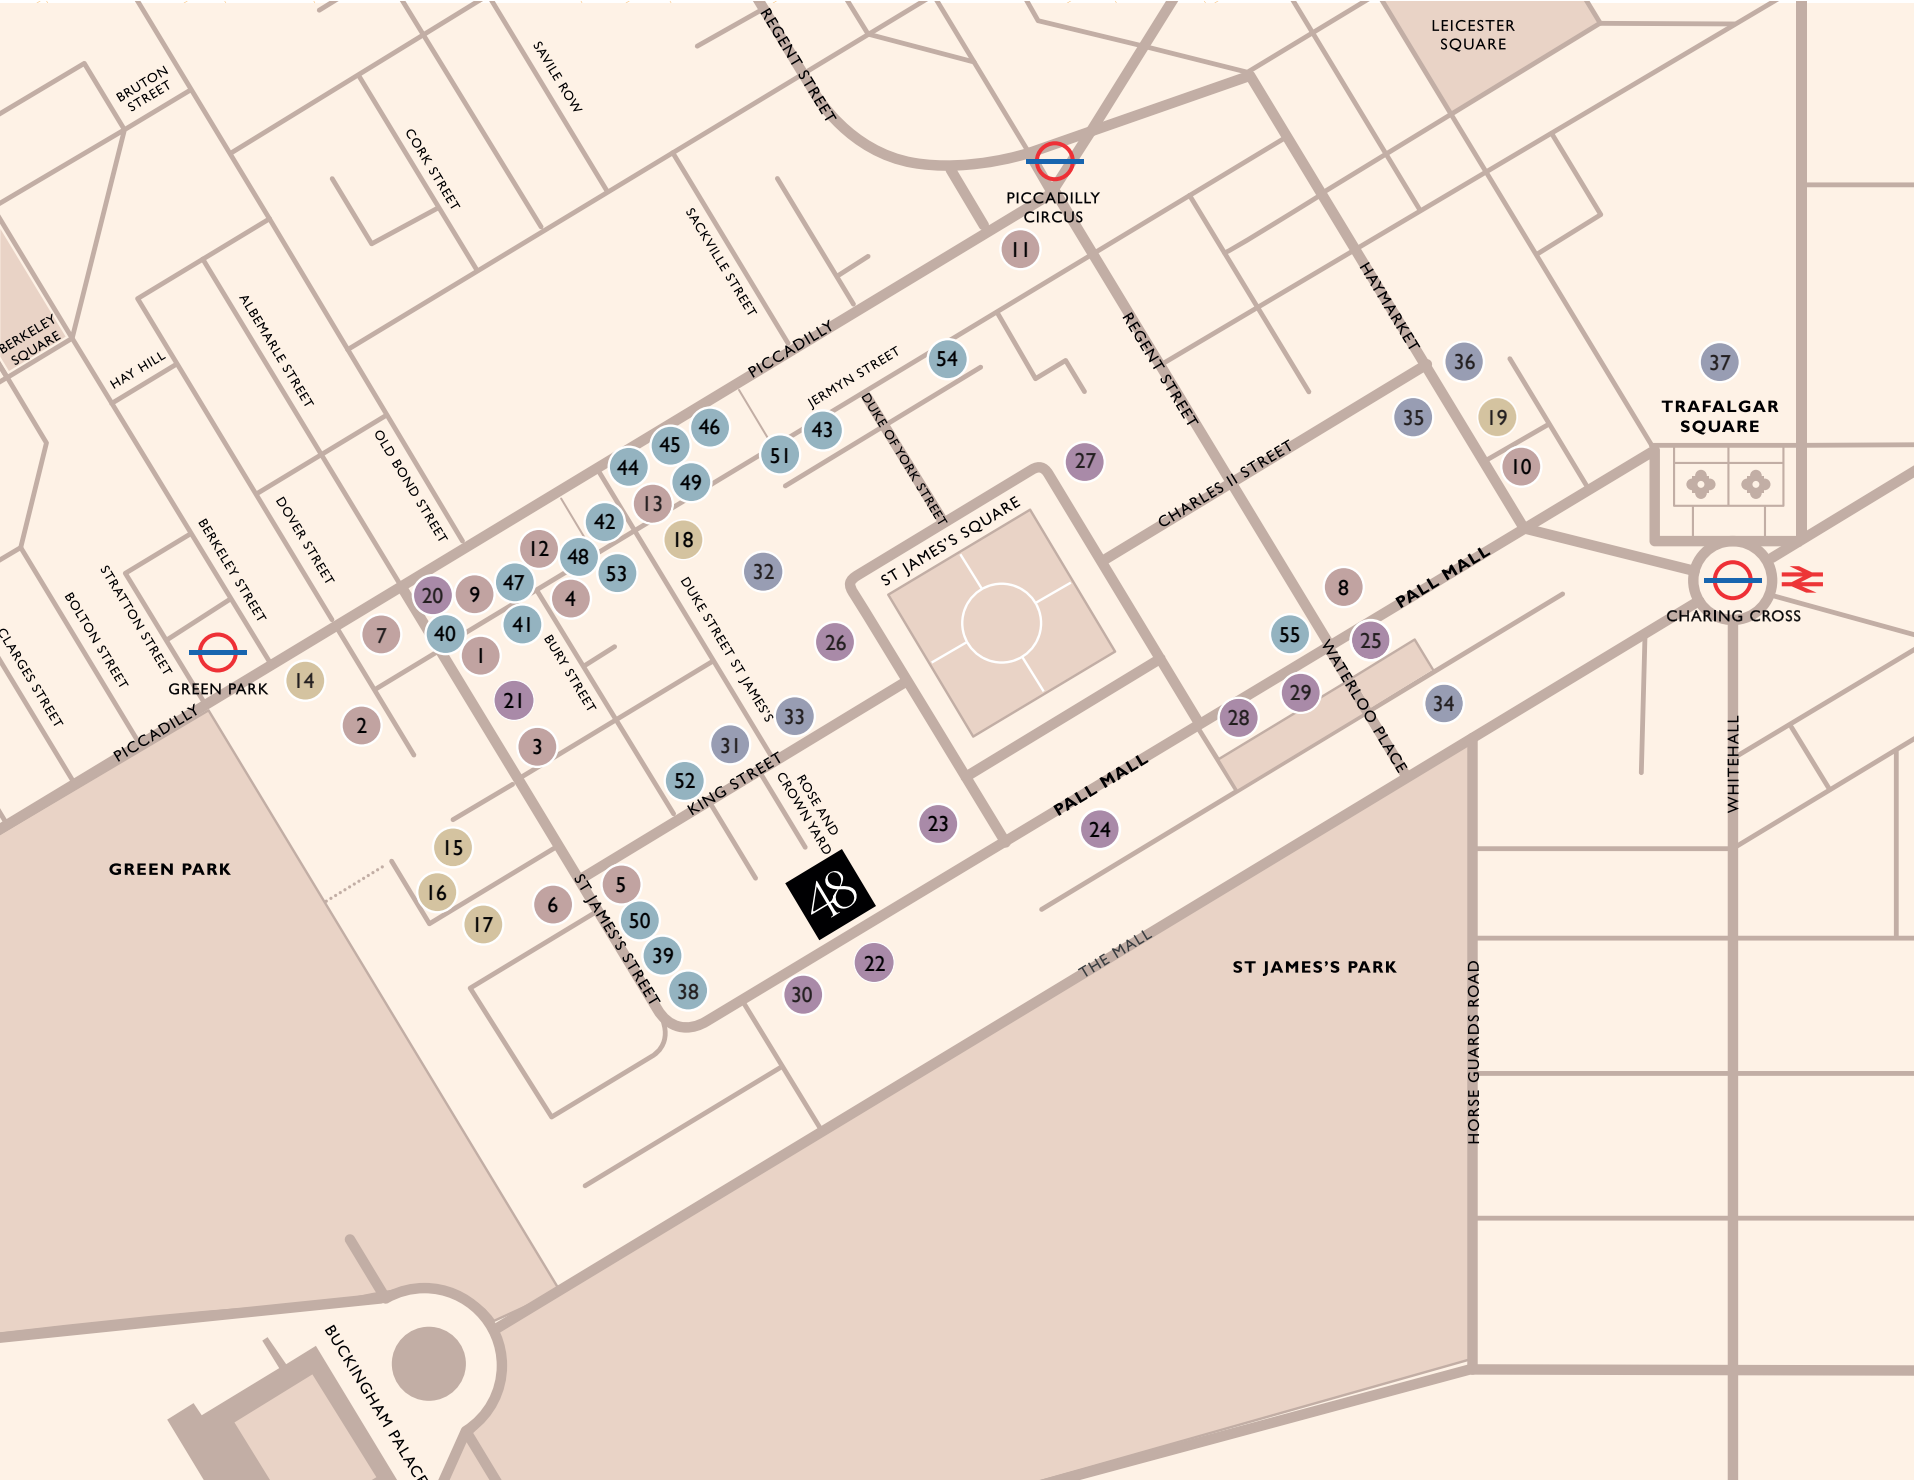 LEICESTER
SQUARE
REGENT STREET
SAVILE ROW
BRUTON
STREET
CORK STREET
PICCADILLY
CIRCUS
SACKVILLE STREET
11
HAYMARKET
ALBEMARLE STREET
BERKELEY
SQUARE
HAY HILL
PICCADILLY
REGENT STREET
JERMYN STREET
54
36
37
TRAFALGAR
SQUARE
35
19
46
43
45
51
44
49
27
10
DUKE OF YORK STREET
OLD BOND STREET
CHARLES II STREET
13
42
18
ST JAMES'S SQUARE
DOVER STREET
BERKELEY STREET
12
48
53
32
PALL MALL
STRATTON STREET
BOLTON STREET
CLARGES STREET
20
9
47
4
8
CHARING CROSS
7
40
41
1
BURY STREET
DUKE STREET ST JAMES'S
26
55
25
WATERLOO PLACE
GREEN PARK
14
21
29
28
34
PICCADILLY
2
3
33
31
52
KING STREET
ROSE AND
CROWN YARD
PALL MALL
WHITEHALL
23
24
15
GREEN PARK
16
17
6
5
48
50
ST JAMES'S STREET
39
38
22
30
THE MALL
ST JAMES'S PARK
HORSE GUARDS ROAD
BUCKINGHAM PALACE